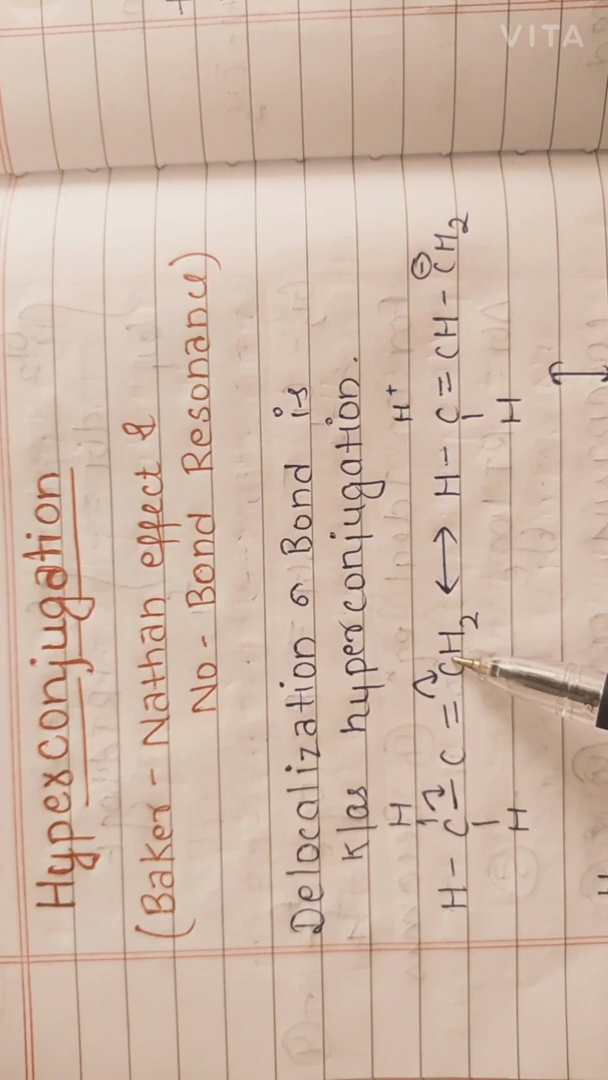 VITA
Hyperconjugation
(Baker - Nathan effect &
No - Bond Resonance)
Delocalization σ Bond is
K/as hyperconjugation.
H H⁺
H - C - C = CH₂ ↔ H - C = CH - CH₂ ⊖
H H
H